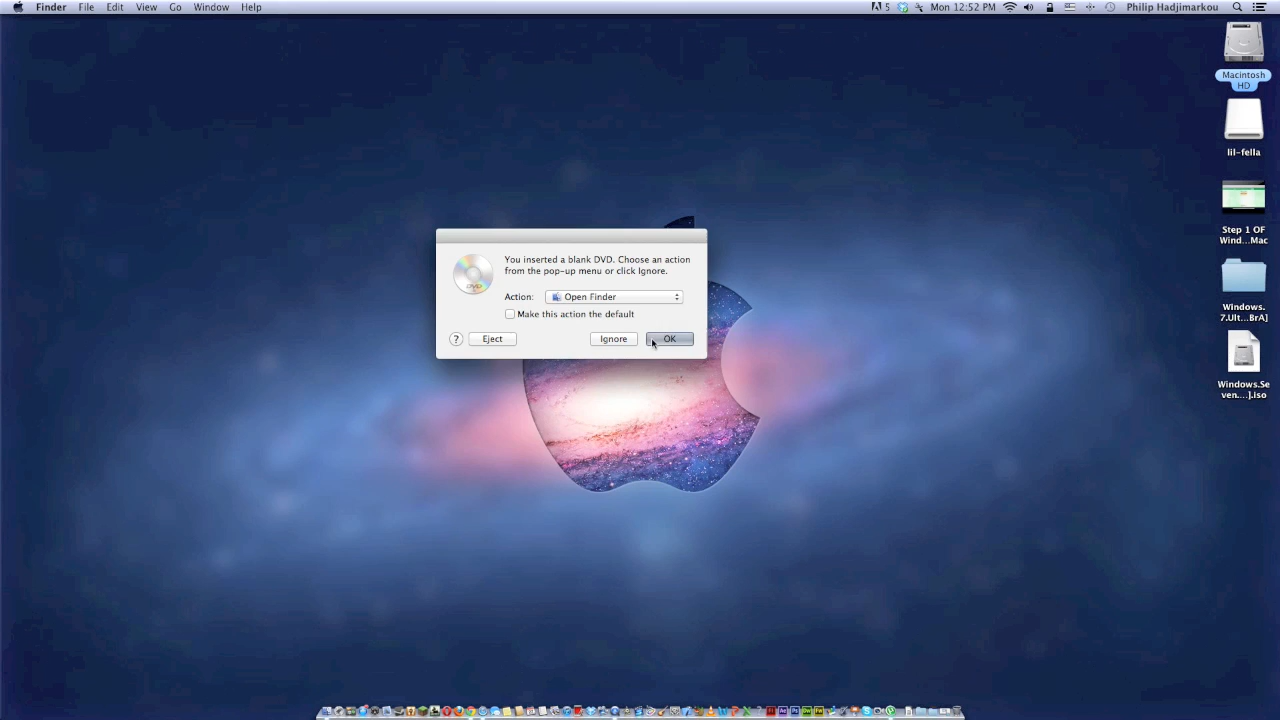 Finder File Edit View Go Window Help
5 Mon 12:52 PM Philip Hadjimarkou
Macintosh
HD
lil-fella
Step 1 OF
Wind...Mac
Windows.
7.Ult...BrA]
Windows.Se
ven....].iso
You inserted a blank DVD. Choose an action
from the pop-up menu or click Ignore.
DVD
Action: Open Finder
Make this action the default
? Eject Ignore OK